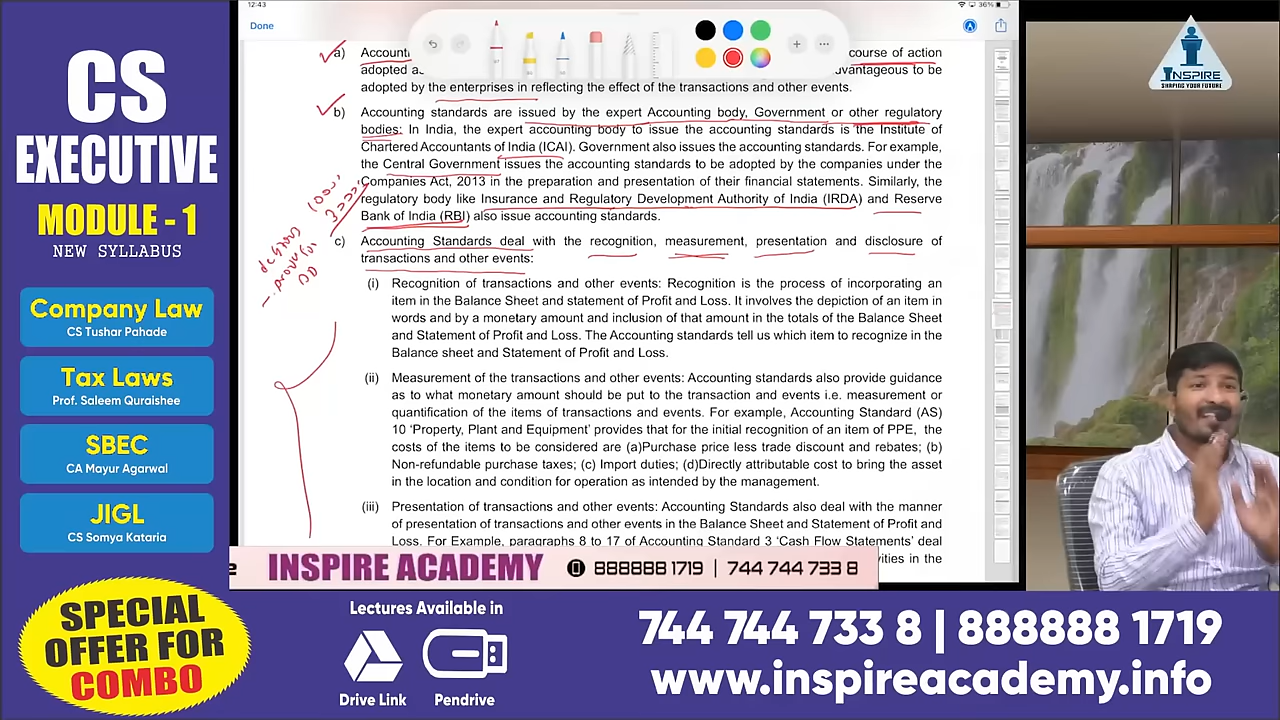 CS
EXECUTIVE
MODULE - 1
NEW SYLLABUS
Company Law
CS Tushar Pahade
Tax Laws
Prof. Saleem Quraishee
SBEC
CA Mayur Agarwal
JIGL
CS Somya Kataria
SPECIAL
OFFER FOR
COMBO
12:43
36%
Done
a) course of action
to be
adopted by the in reflecting the effect of the transactions and other events.
b) Accounting standards are issued by the expert Accounting body, Government or other regulatory
In India, the expert accounting body to issue the accounting standards is the Institute of
Chartered Accountants of India (ICAI). Government also issues the accounting standards. For example,
Central Government issues the accounting standards to be adopted by the companies under the
Companies Act, 2013 in the preparation and presentation of their financial statements. Similarly, the
regulatory body of Insurance Regulatory Development Authority of India (IRDA) and Reserve
Bank of India (RBI) also issue accounting standards.
c) Accounting Standards deal with the recognition, measurement, presentation and disclosure of
transactions and other events:
(i) Recognition of transactions and other events: Recognition is the process of incorporating an
item in the Balance Sheet and Statement of Profit and Loss. It involves the depiction of an item in
words and by a monetary amount and inclusion of that amount in the totals of the Balance Sheet
and Statement of Profit and Loss. The Accounting standard tells us which item to recognise in the
Balance Sheet and Statement of Profit and Loss.
(ii) Measurement of the transactions and other events: Accounting standards also provide guidance
as to what monetary amount should be put to the transactions and events i.e. measurement or
quantification of the items of transactions and events. For example, Accounting Standard (AS)
10 'Property, Plant and Equipment' provides that for the initial recognition of an item of PPE, the
costs of the items to be considered are (a)Purchase price less trade discount and rebates; (b)
Non-refundable purchase taxes; (c) Import duties; (d)Directly attributable cost to bring the asset
in the location and condition for operation as intended by the management.
(iii) Presentation of transactions and other events: Accounting standards deal with the manner
of presentation of transactions and other events in the Balance Sheet and Statement of Profit and
Loss. For Example, paragraphs 8 to 17 of Accounting Standard 3 'Cash Flow Statements' deal
in the
INSPIRE ACADEMY 888888 1719 | 744 744 733 8
INSPIRE
SHAPING YOUR FUTURE
Lectures Available in
Drive Link
Pendrive
744 744 733 8 | 888888 1719
www.inspireacademy.info